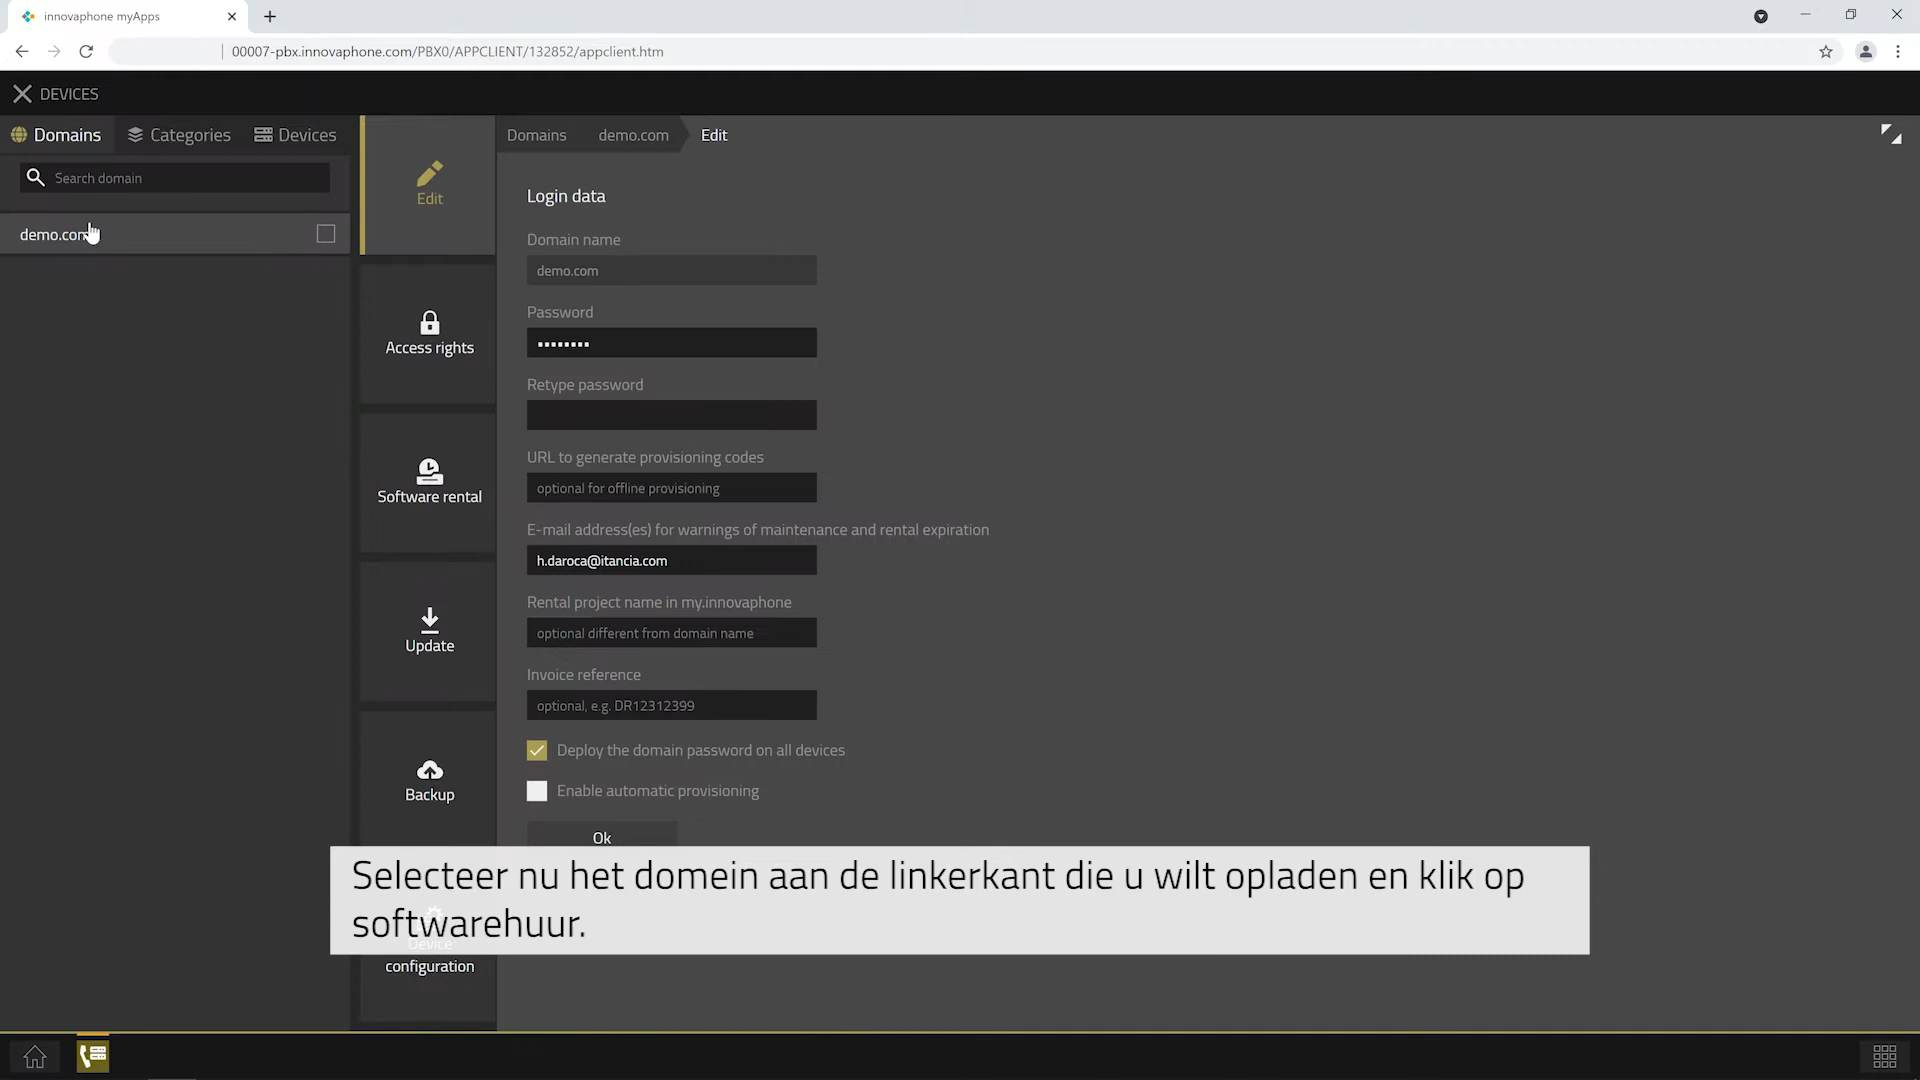 innovaphone myApps
00007-pbx.innovaphone.com/PBX0/APPCLIENT/132852/appclient.htm
DEVICES
Domains
Categories
Devices
Search domain
demo.com
Edit
Access rights
Software rental
Update
Backup
Device
configuration
Domains
demo.com
Edit
Login data
Domain name
demo.com
Password
••••••••
Retype password
URL to generate provisioning codes
optional for offline provisioning
E-mail address(es) for warnings of maintenance and rental expiration
h.daroca@itancia.com
Rental project name in my.innovaphone
optional different from domain name
Invoice reference
optional, e.g. DR12312399
Deploy the domain password on all devices
Enable automatic provisioning
Ok
Selecteer nu het domein aan de linkerkant die u wilt opladen en klik op
softwarehuur.